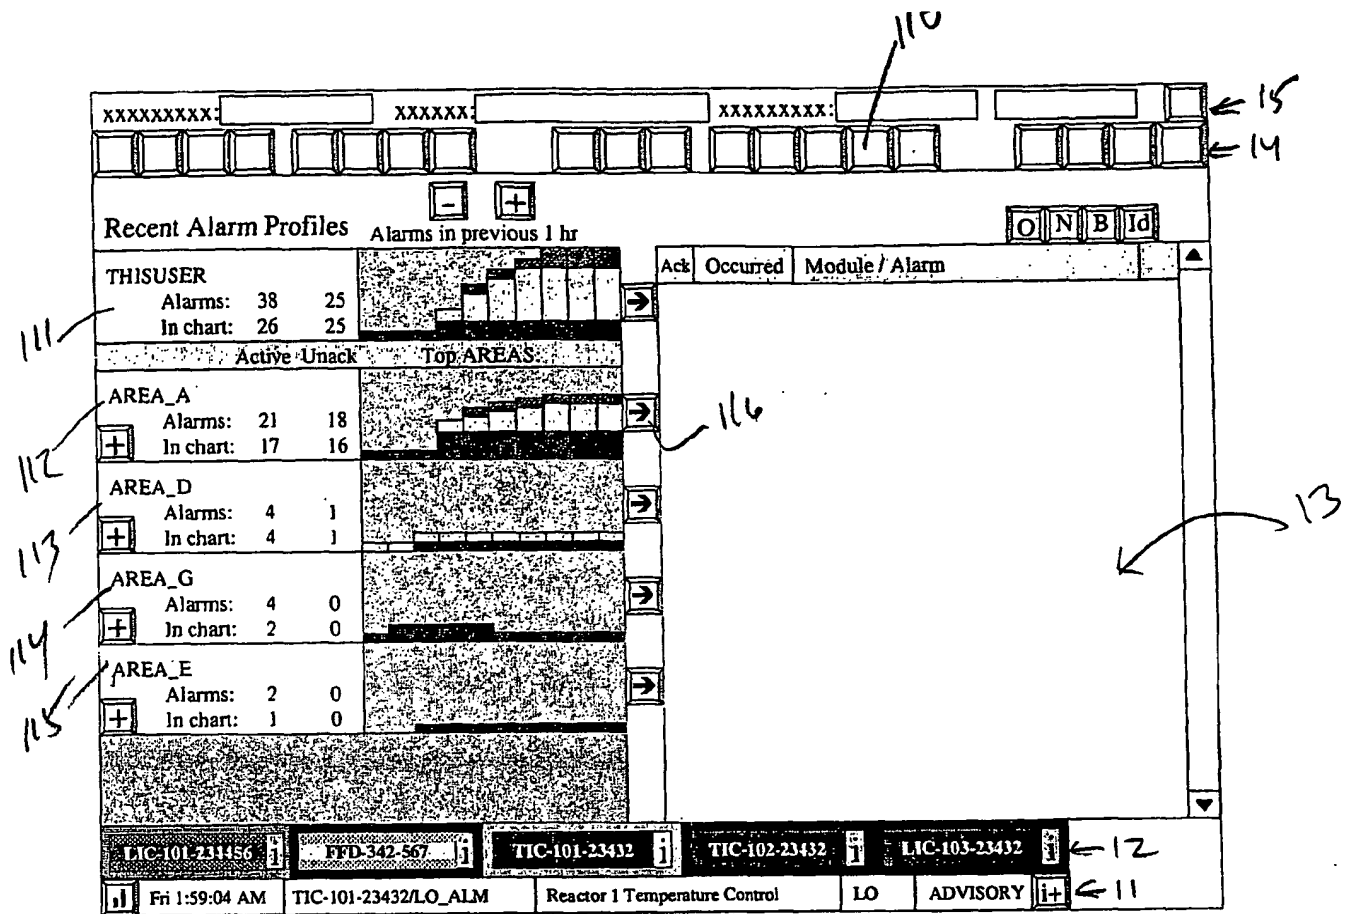 110
xxxxxxxxx: xxxxxx: xxxxxxxxx: 15
14
- +
Recent Alarm Profiles Alarms in previous 1 hr O N B Id
THISUSER Ack Occurred Module / Alarm
Alarms: 38 25
In chart: 26 25
111
Active Unack Top AREAS:
AREA_A
Alarms: 21 18
+ In chart: 17 16
116
112
AREA_D
Alarms: 4 1
+ In chart: 4 1
13
113
AREA_G
Alarms: 4 0
+ In chart: 2 0
114
AREA_E
Alarms: 2 0
+ In chart: 1 0
115
LIC-101-234456 i FFD-342-567 i TIC-101-23432 i TIC-102-23432 i LIC-103-23432 i 12
Fri 1:59:04 AM TIC-101-23432/LO_ALM Reactor 1 Temperature Control LO ADVISORY i+ 11